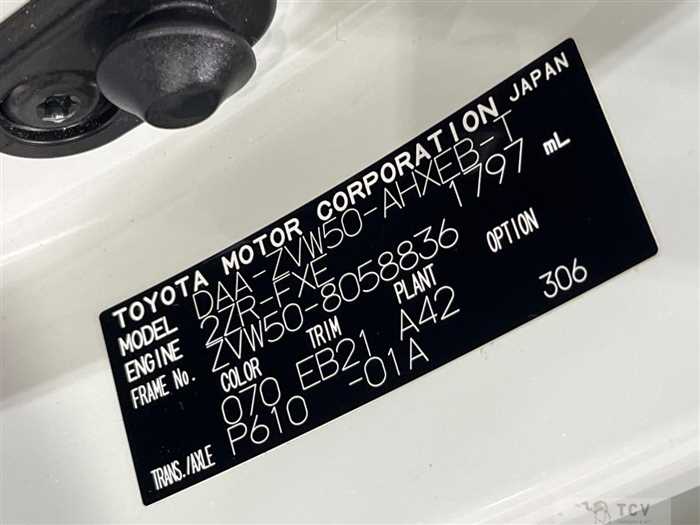 TOYOTA MOTOR CORPORATION JAPAN
MODEL DAA-ZVW50-AHXEB-T
ENGINE 2ZR-FXE 1797 mL
FRAME No. ZVW50-8058836
COLOR TRIM PLANT OPTION
070 EB21 A42 306
TRANS./AXLE P610 -01A
TCV